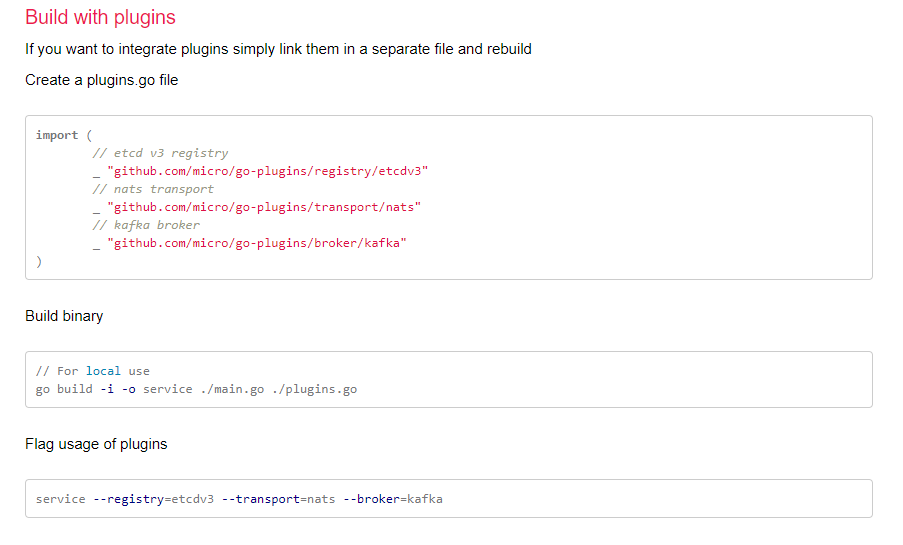 Build with plugins
If you want to integrate plugins simply link them in a separate file and rebuild
Create a plugins.go file
import (
        // etcd v3 registry
        _ "github.com/micro/go-plugins/registry/etcdv3"
        // nats transport
        _ "github.com/micro/go-plugins/transport/nats"
        // kafka broker
        _ "github.com/micro/go-plugins/broker/kafka"
)
Build binary
// For local use
go build -i -o service ./main.go ./plugins.go
Flag usage of plugins
service --registry=etcdv3 --transport=nats --broker=kafka